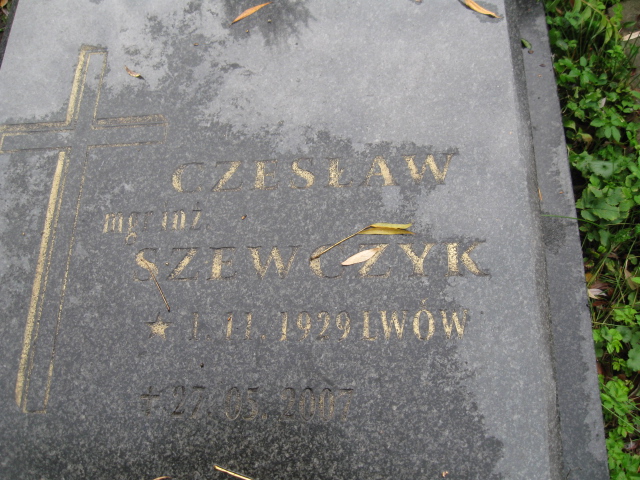 CZESŁAW
mgr inż
SZEWCZYK
★ 1. 11. 1929 LWÓW
+ 27. 05. 2007